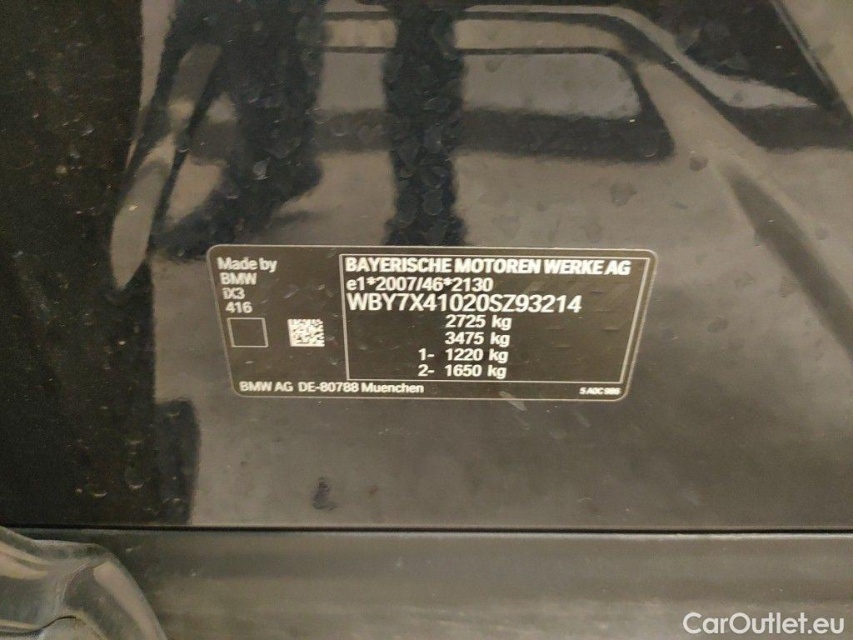 Made by
BMW
iX3
416
BAYERISCHE MOTOREN WERKE AG
e1*2007/46*2130
WBY7X41020SZ93214
2725 kg
3475 kg
1- 1220 kg
2- 1650 kg
BMW AG DE-80788 Muenchen
CarOutlet.eu